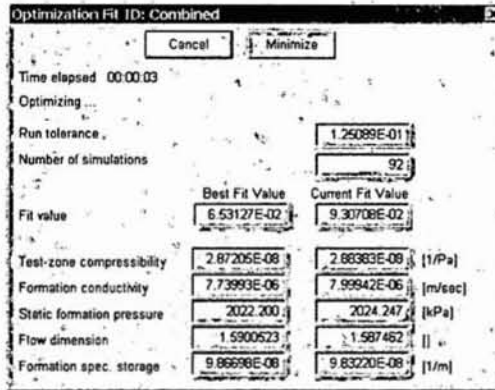 Optimization Fit ID: Combined
Cancel Minimize
Time elapsed 00:00:03
Optimizing ...
Run tolerance 1.25089E-01
Number of simulations 92
Best Fit Value Current Fit Value
Fit value 6.53127E-02 9.30708E-02
Test-zone compressibility 2.87205E-08 2.88383E-08 [1/Pa]
Formation conductivity 7.73993E-06 7.99942E-06 [m/sec]
Static formation pressure 2022.200 2024.247 [kPa]
Flow dimension 1.5900523 1.587462 []
Formation spec. storage 9.86698E-08 9.83220E-08 [1/m]